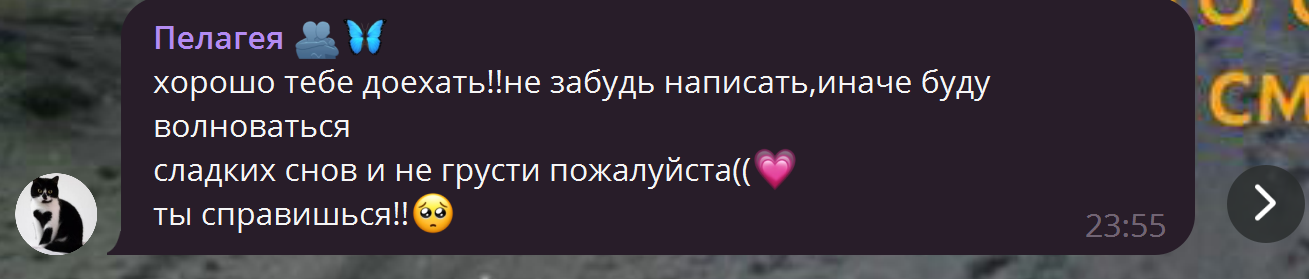 Пелагея 🫂🦋
хорошо тебе доехать!!не забудь написать,иначе буду
волноваться
сладких снов и не грусти пожалуйста((💗
ты справишься!!🥺
23:55
СМ